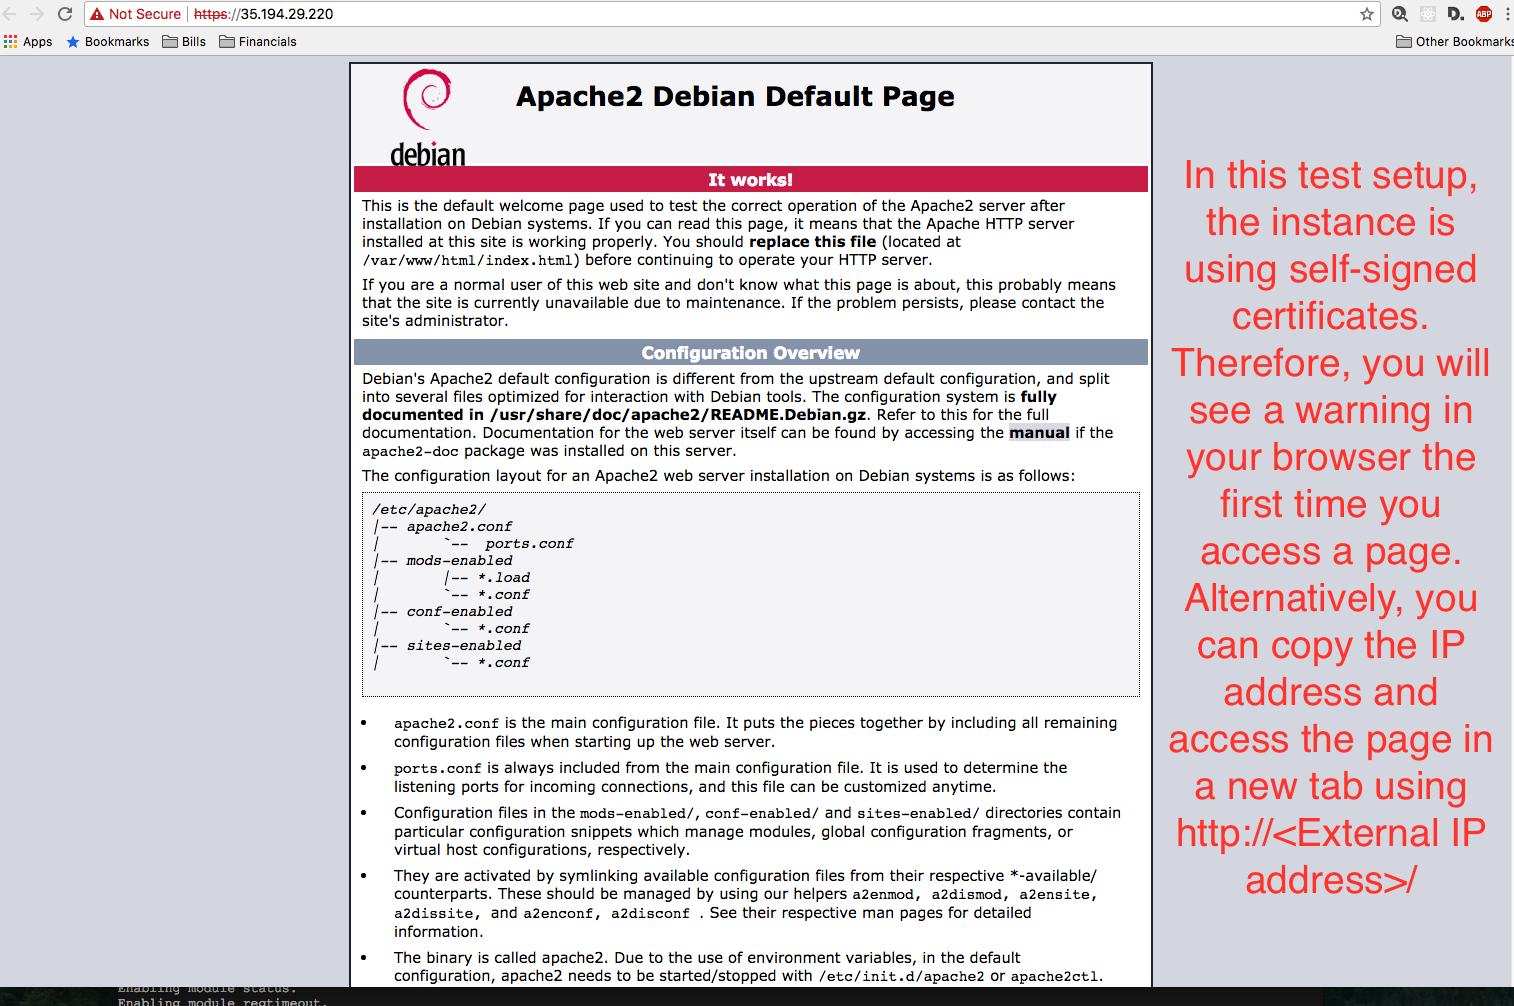 Not Secure | https://35.194.29.220
ABP
Apps Bookmarks Bills Financials Other Bookmarks
debian
Apache2 Debian Default Page
It works!
This is the default welcome page used to test the correct operation of the Apache2 server after
installation on Debian systems. If you can read this page, it means that the Apache HTTP server
installed at this site is working properly. You should replace this file (located at
/var/www/html/index.html) before continuing to operate your HTTP server.
If you are a normal user of this web site and don't know what this page is about, this probably means
that the site is currently unavailable due to maintenance. If the problem persists, please contact the
site's administrator.
Configuration Overview
Debian's Apache2 default configuration is different from the upstream default configuration, and split
into several files optimized for interaction with Debian tools. The configuration system is fully
documented in /usr/share/doc/apache2/README.Debian.gz. Refer to this for the full
documentation. Documentation for the web server itself can be found by accessing the manual if the
apache2-doc package was installed on this server.
The configuration layout for an Apache2 web server installation on Debian systems is as follows:
/etc/apache2/
|-- apache2.conf
|       `--  ports.conf
|-- mods-enabled
|       |-- *.load
|       `-- *.conf
|-- conf-enabled
|       `-- *.conf
|-- sites-enabled
|       `-- *.conf
• apache2.conf is the main configuration file. It puts the pieces together by including all remaining
configuration files when starting up the web server.
• ports.conf is always included from the main configuration file. It is used to determine the
listening ports for incoming connections, and this file can be customized anytime.
• Configuration files in the mods-enabled/, conf-enabled/ and sites-enabled/ directories contain
particular configuration snippets which manage modules, global configuration fragments, or
virtual host configurations, respectively.
• They are activated by symlinking available configuration files from their respective *-available/
counterparts. These should be managed by using our helpers a2enmod, a2dismod, a2ensite,
a2dissite, and a2enconf, a2disconf . See their respective man pages for detailed
information.
• The binary is called apache2. Due to the use of environment variables, in the default
configuration, apache2 needs to be started/stopped with /etc/init.d/apache2 or apache2ctl.
In this test setup,
the instance is
using self-signed
certificates.
Therefore, you will
see a warning in
your browser the
first time you
access a page.
Alternatively, you
can copy the IP
address and
access the page in
a new tab using
http://<External IP
address>/
Enabling module status.
Enabling module reqtimeout.